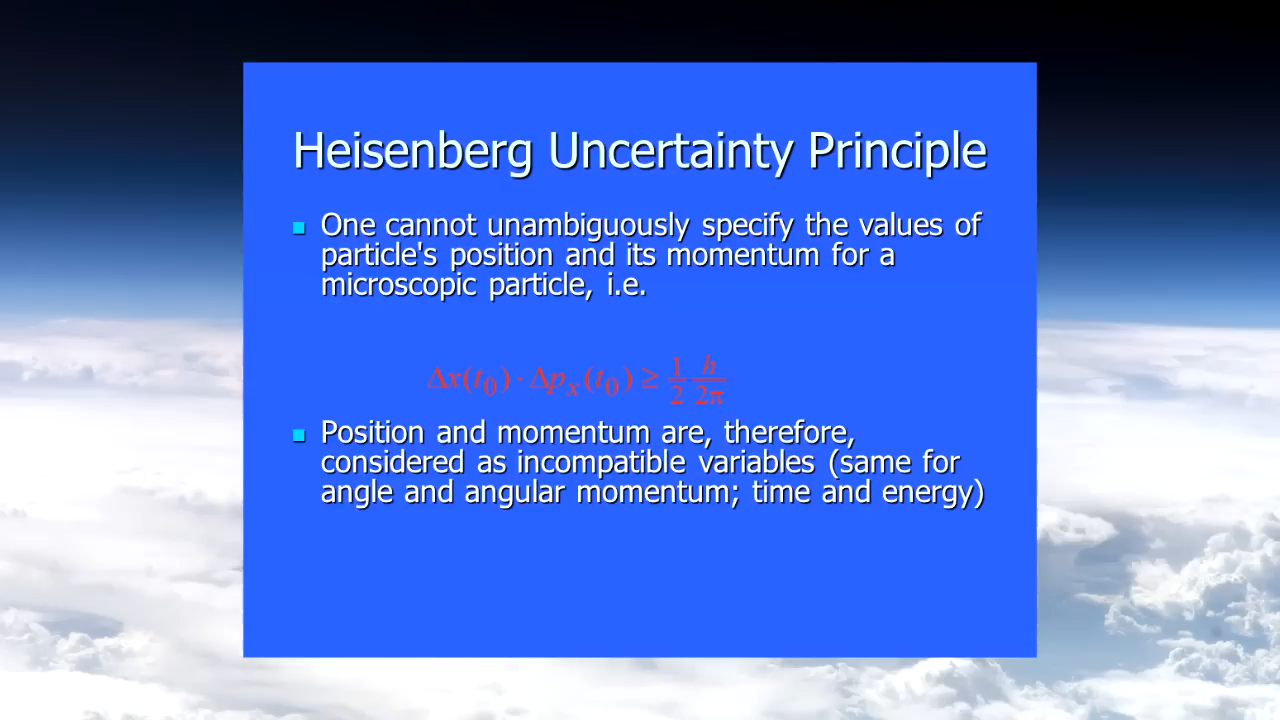 Heisenberg Uncertainty Principle
One cannot unambiguously specify the values of
particle's position and its momentum for a
microscopic particle, i.e.
Δx(t₀) · Δpₓ(t₀) ≥ 1/2 h/2π
Position and momentum are, therefore,
considered as incompatible variables (same for
angle and angular momentum; time and energy)